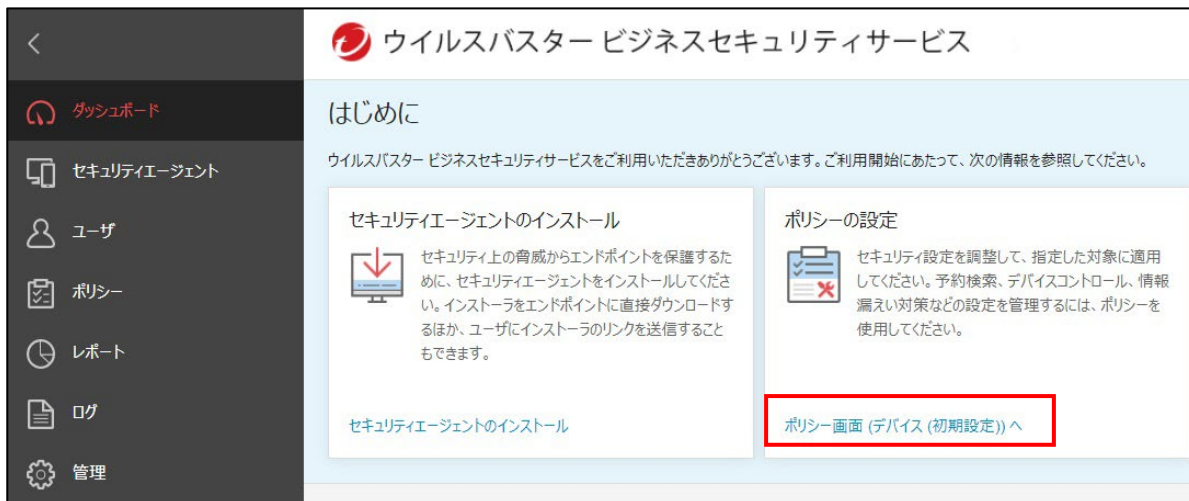 ウイルスバスター ビジネスセキュリティサービス
ダッシュボード
セキュリティエージェント
ユーザ
ポリシー
レポート
ログ
管理
はじめに
ウイルスバスター ビジネスセキュリティサービスをご利用いただきありがとうございます。ご利用開始にあたって、次の情報を参照してください。
セキュリティエージェントのインストール
セキュリティ上の脅威からエンドポイントを保護するた
めに、セキュリティエージェントをインストールしてくださ
い。インストーラをエンドポイントに直接ダウンロードす
るほか、ユーザにインストーラのリンクを送信すること
もできます。
セキュリティエージェントのインストール
ポリシーの設定
セキュリティ設定を調整して、指定した対象に適用
してください。予約検索、デバイスコントロール、情報
漏えい対策などの設定を管理するには、ポリシーを
使用してください。
ポリシー画面 (デバイス (初期設定)) へ